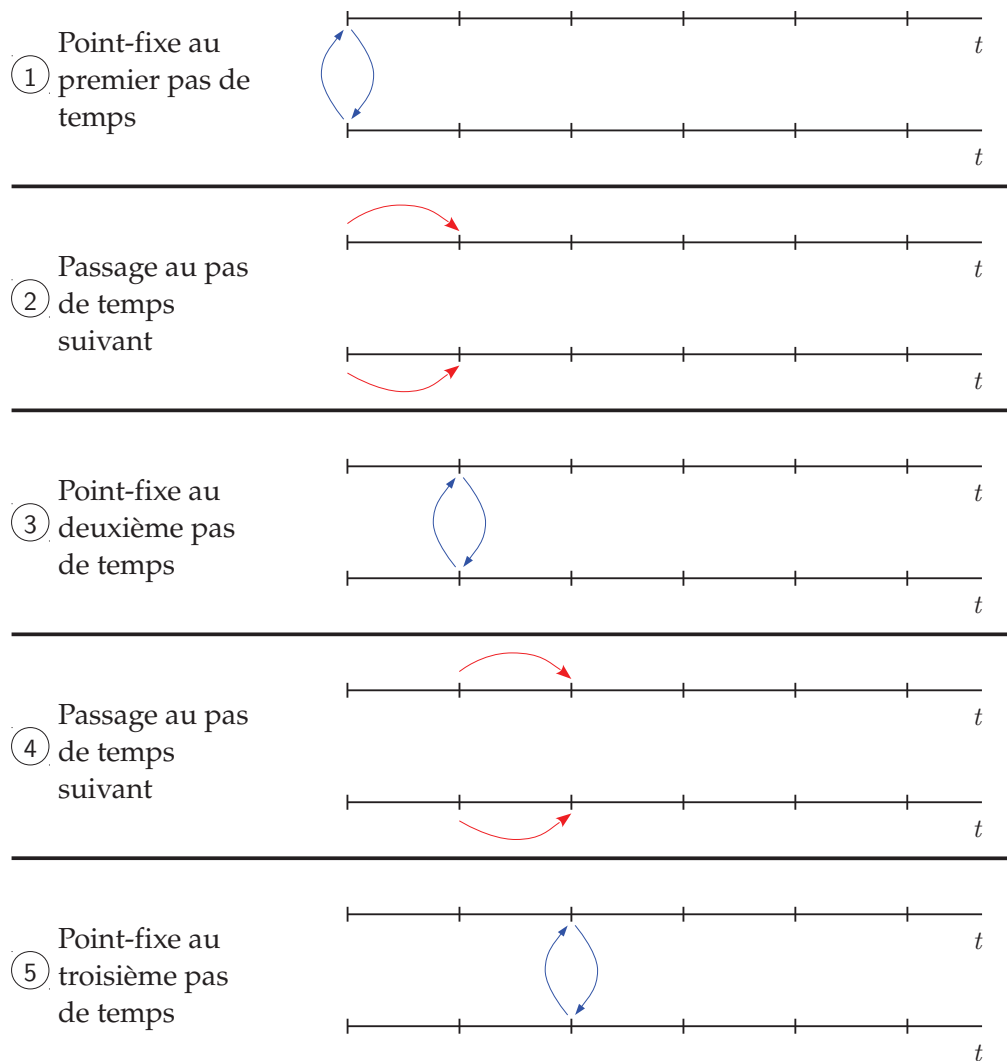 t
1
Point-fixe au
premier pas de
temps
t
t
2
Passage au pas
de temps
suivant
t
t
3
Point-fixe au
deuxième pas
de temps
t
t
4
Passage au pas
de temps
suivant
t
t
5
Point-fixe au
troisième pas
de temps
t